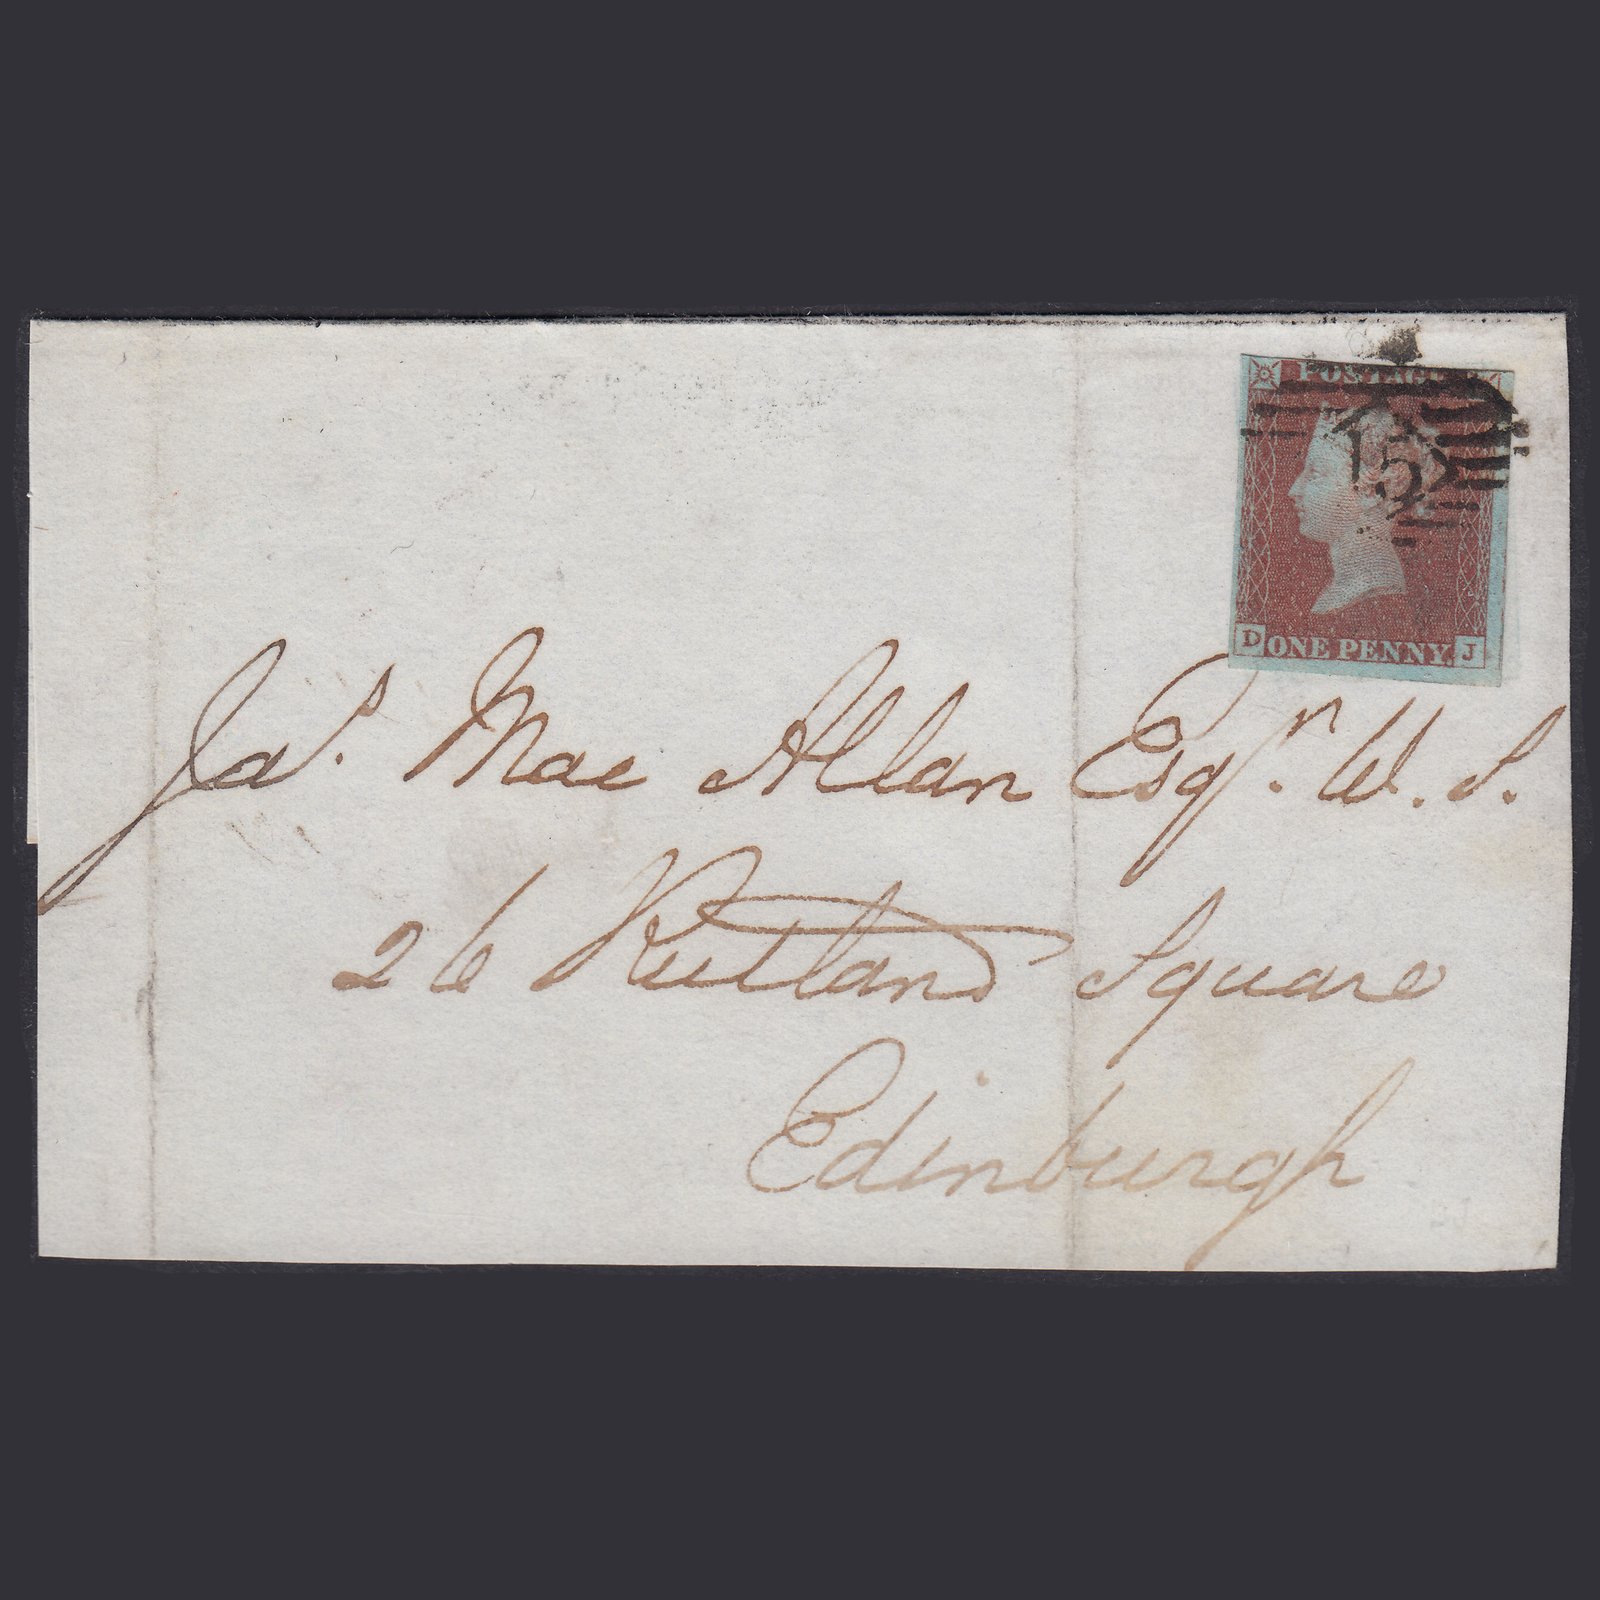 POSTAGE
15
D ONE PENNY. J
Jas. Mac Allan Esqr. W. S.
26 Rutland Square
Edinburgh